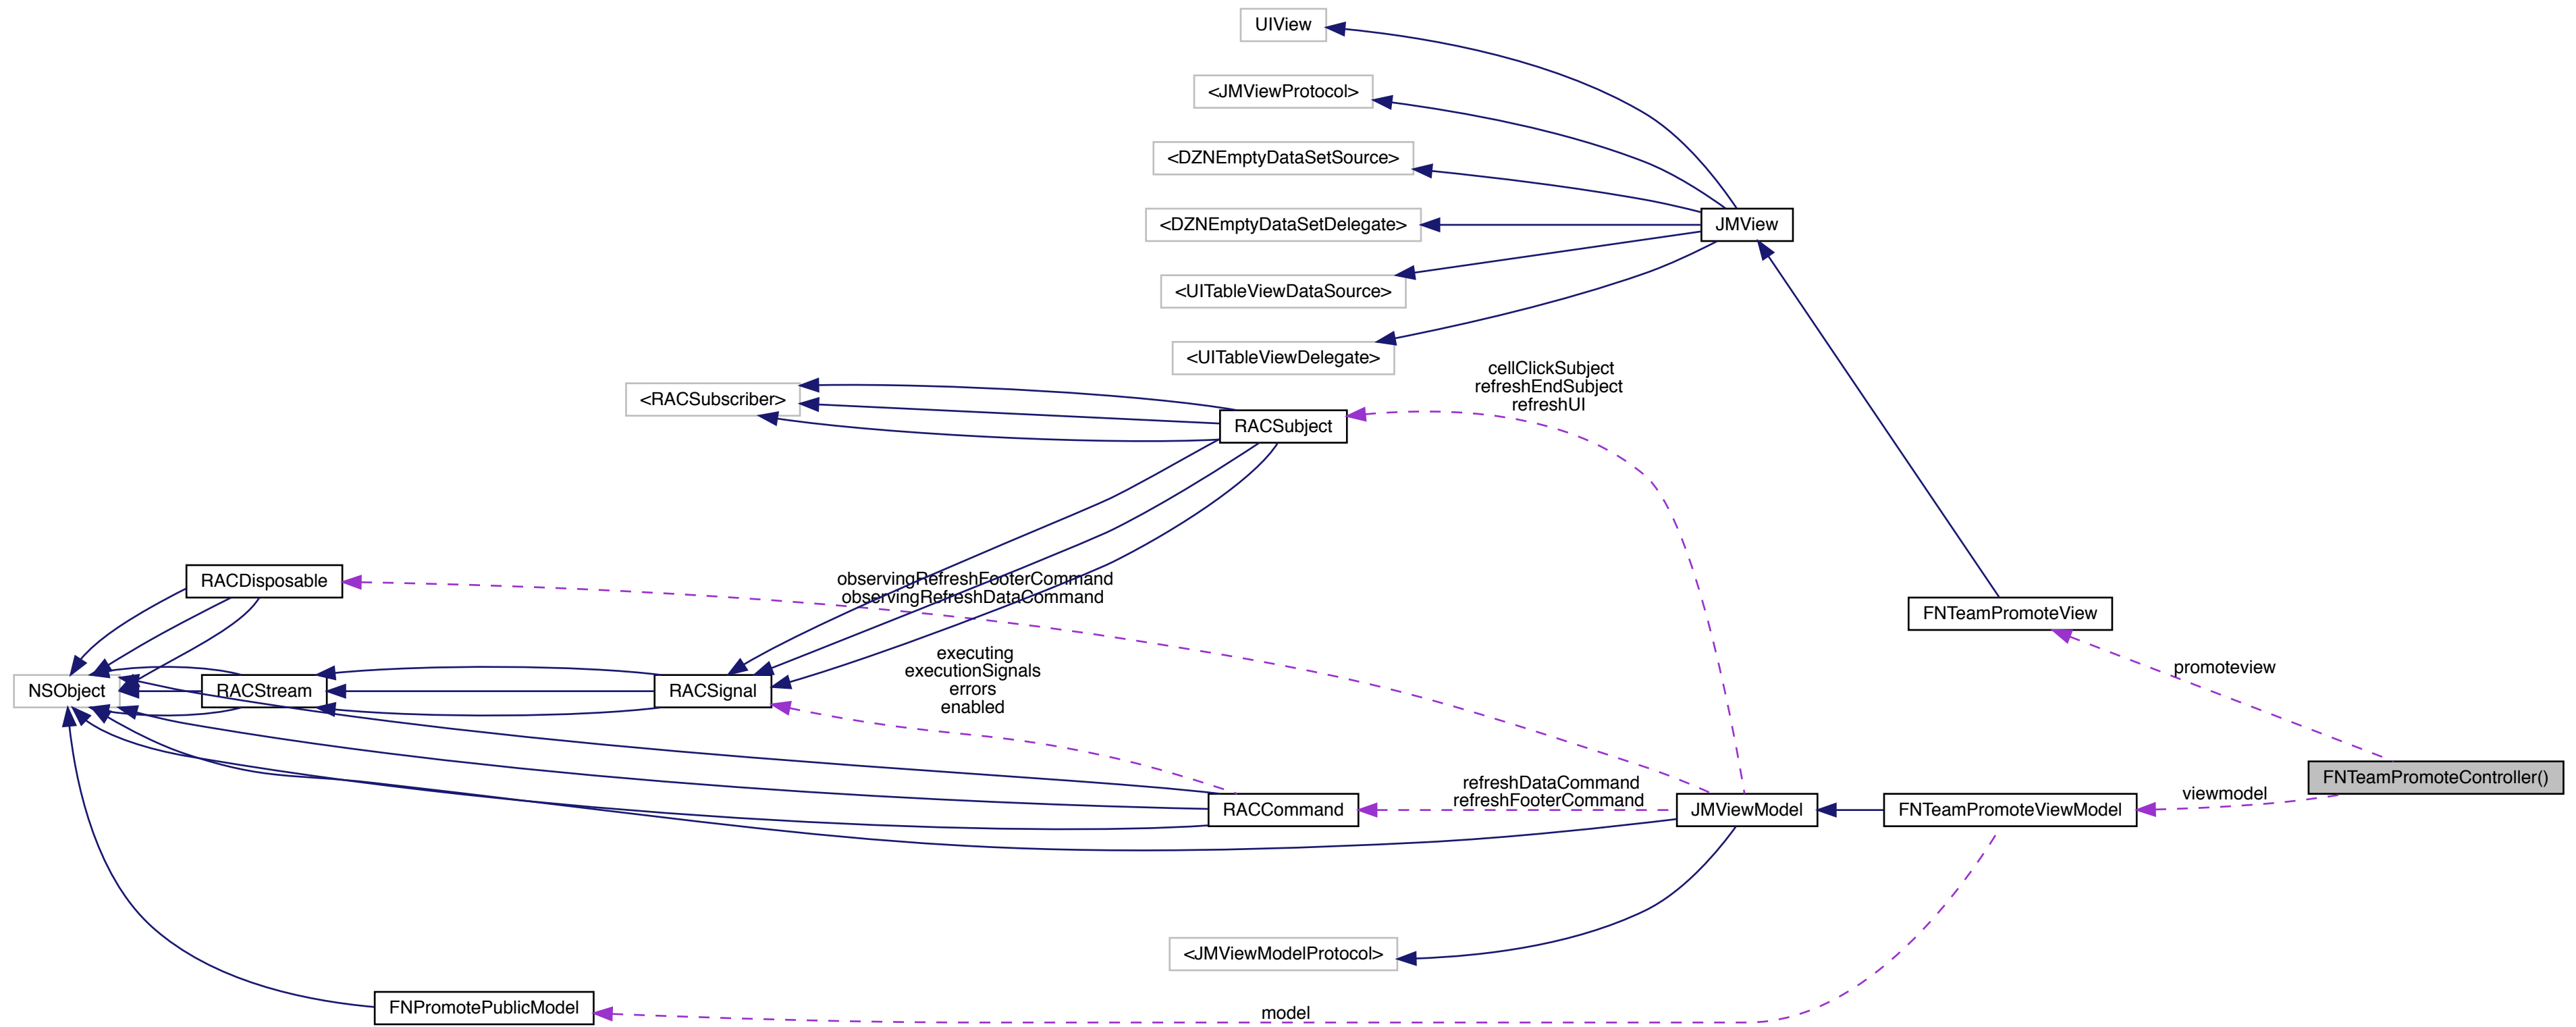 UIView
<JMViewProtocol>
<DZNEmptyDataSetSource>
<DZNEmptyDataSetDelegate>
JMView
<UITableViewDataSource>
<UITableViewDelegate>
cellClickSubject
refreshEndSubject
refreshUI
<RACSubscriber>
RACSubject
RACDisposable
observingRefreshFooterCommand
observingRefreshDataCommand
FNTeamPromoteView
executing
executionSignals
errors
enabled
promoteview
NSObject
RACStream
RACSignal
refreshDataCommand
refreshFooterCommand
FNTeamPromoteController()
viewmodel
RACCommand
JMViewModel
FNTeamPromoteViewModel
<JMViewModelProtocol>
FNPromotePublicModel
model